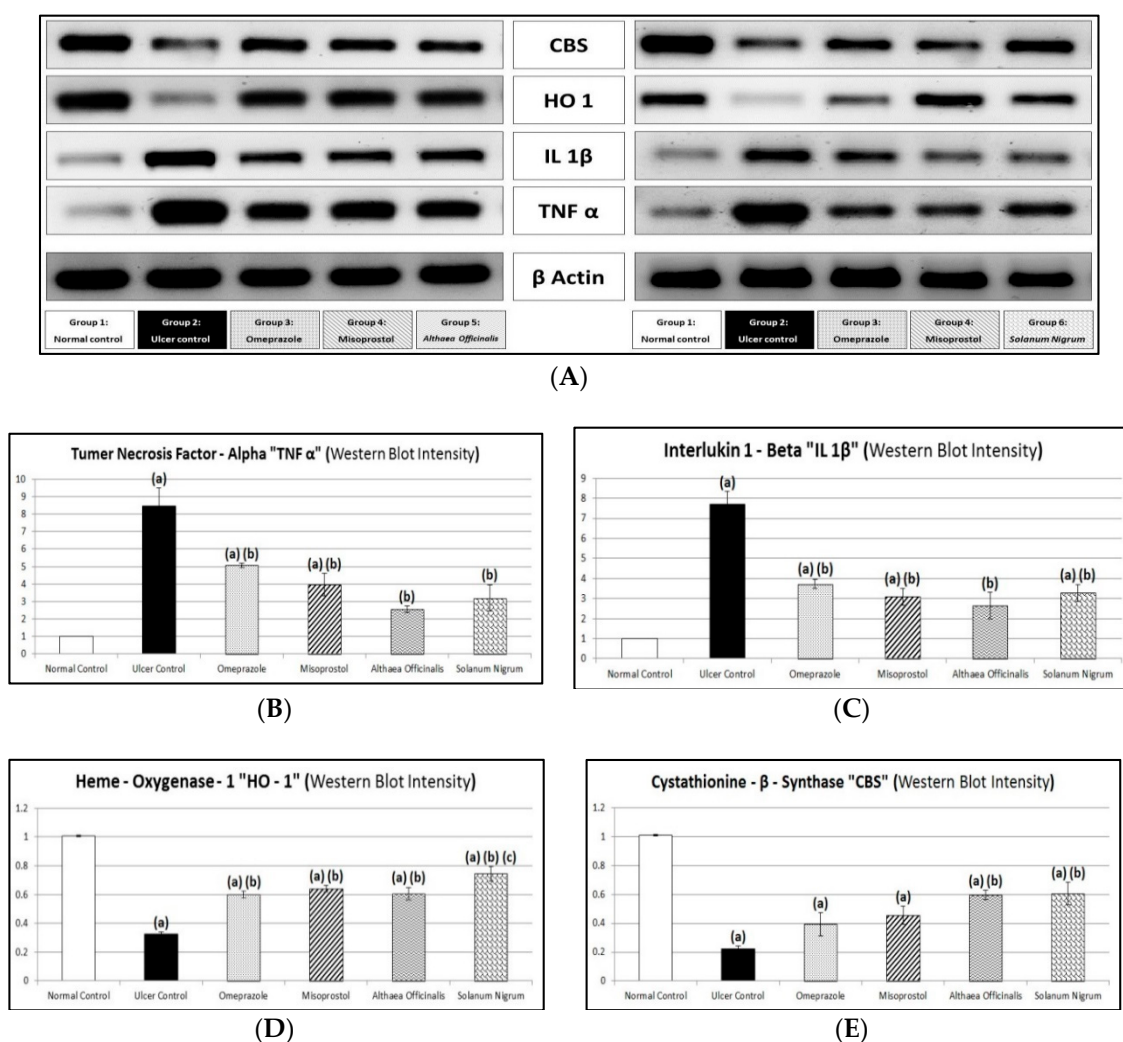 CBS
HO 1
IL 1β
TNF α
β Actin
Group 1: Normal control
Group 2: Ulcer control
Group 3: Omeprazole
Group 4: Misoprostol
Group 5: Althaea Officinalis
Group 1: Normal control
Group 2: Ulcer control
Group 3: Omeprazole
Group 4: Misoprostol
Group 6: Solanum Nigrum
(A)
Tumer Necrosis Factor - Alpha "TNF α" (Western Blot Intensity)
10
9
8
7
6
5
4
3
2
1
0
(a)
(a) (b)
(a) (b)
(b)
(b)
Normal Control
Ulcer Control
Omeprazole
Misoprostol
Althaea Officinalis
Solanum Nigrum
(B)
Interlukin 1 - Beta "IL 1β" (Western Blot Intensity)
9
8
7
6
5
4
3
2
1
0
(a)
(a) (b)
(a) (b)
(b)
(a) (b)
Normal Control
Ulcer Control
Omeprazole
Misoprostol
Althaea Officinalis
Solanum Nigrum
(C)
Heme - Oxygenase - 1 "HO - 1" (Western Blot Intensity)
1.2
1
0.8
0.6
0.4
0.2
0
(a)
(a) (b)
(a) (b)
(a) (b)
(a) (b) (c)
Normal Control
Ulcer Control
Omeprazole
Misoprostol
Althaea Officinalis
Solanum Nigrum
(D)
Cystathionine - β - Synthase "CBS" (Western Blot Intensity)
1.2
1
0.8
0.6
0.4
0.2
0
(a)
(a)
(a)
(a) (b)
(a) (b)
Normal Control
Ulcer Control
Omeprazole
Misoprostol
Althaea Officinalis
Solanum Nigrum
(E)